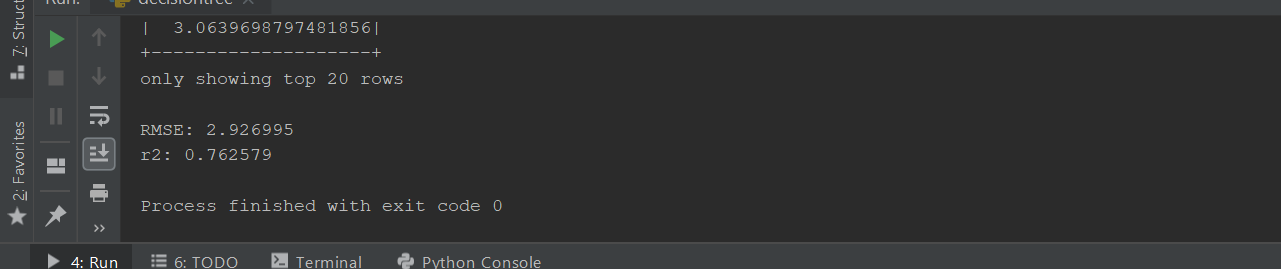 Run:
decisiontree
7: Struct
2: Favorites
|  3.0639698797481856|
+--------------------+
only showing top 20 rows
RMSE: 2.926995
r2: 0.762579
Process finished with exit code 0
»
4: Run
6: TODO
Terminal
Python Console